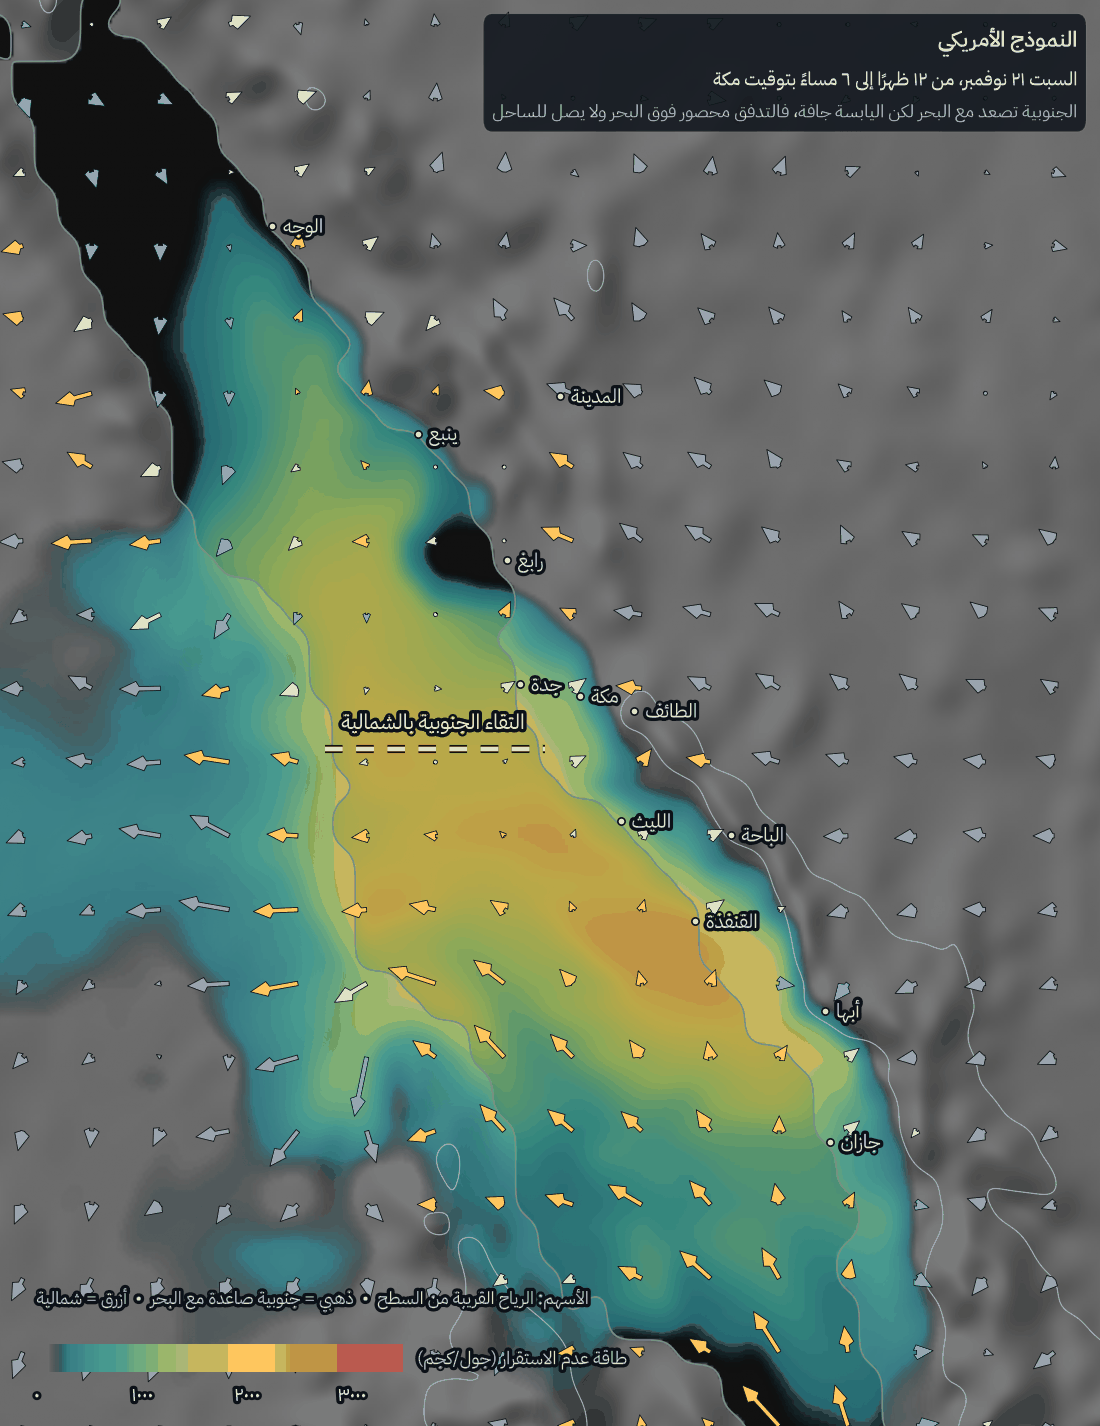 النموذج الأمريكي
السبت ٢١ نوفمبر، من ١٢ ظهرًا إلى ٦ مساءً بتوقيت مكة
الجنوبية تصعد مع البحر لكن اليابسة جافة، فالتدفق محصور فوق البحر ولا يصل للساحل
الوجه
المدينة
ينبع
رابغ
جدة
مكة
الطائف
التقاء الجنوبية بالشمالية
الليث
الباحة
القنفذة
أبها
جازان
الأسهم: الرياح القريبة من السطح • ذهبي = جنوبية صاعدة مع البحر • أزرق = شمالية
طاقة عدم الاستقرار (جول/كجم)
٠ ١٠٠٠ ٢٠٠٠ ٣٠٠٠